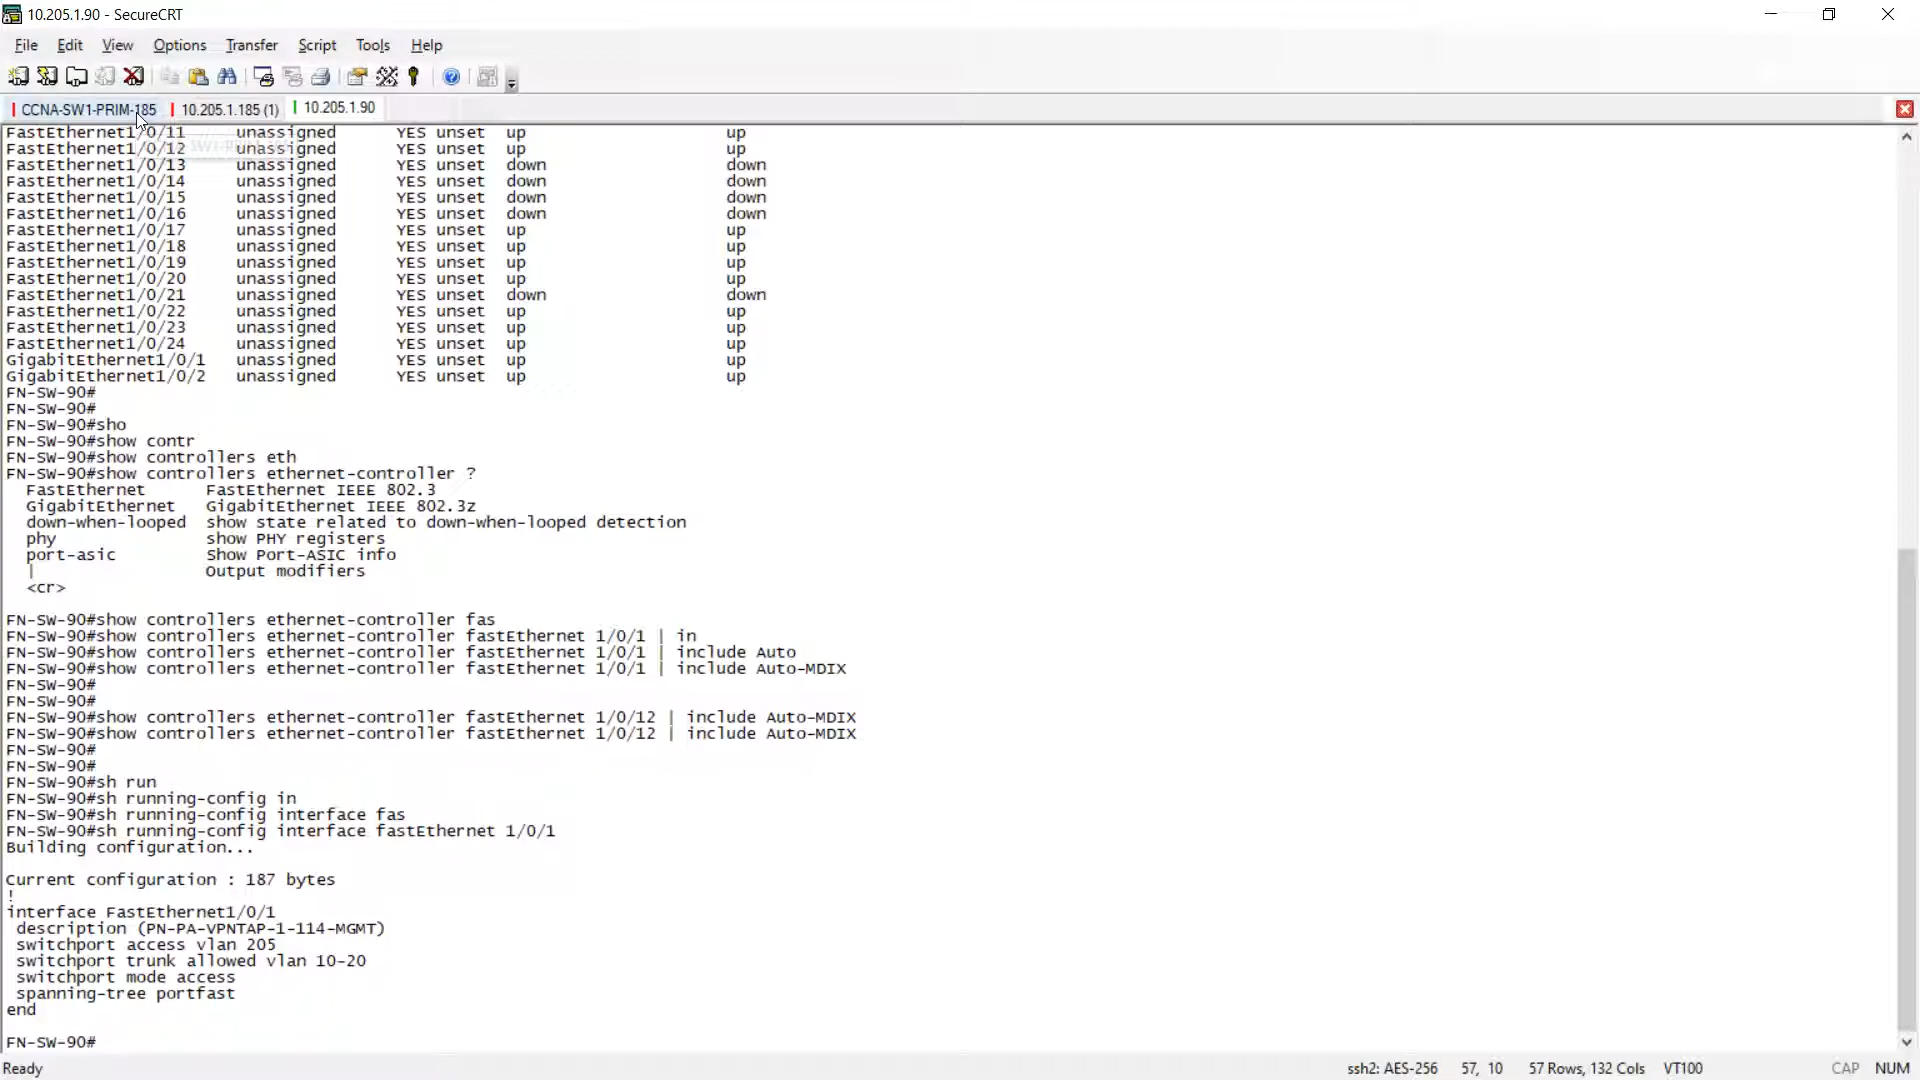 10.205.1.90 - SecureCRT
File Edit View Options Transfer Script Tools Help
CCNA-SW1-PRIM-185 10.205.1.185 (1) 10.205.1.90
FastEthernet1/0/11 unassigned YES unset up up
FastEthernet1/0/12 unassigned YES unset up up
FastEthernet1/0/13 unassigned YES unset down down
FastEthernet1/0/14 unassigned YES unset down down
FastEthernet1/0/15 unassigned YES unset down down
FastEthernet1/0/16 unassigned YES unset down down
FastEthernet1/0/17 unassigned YES unset up up
FastEthernet1/0/18 unassigned YES unset up up
FastEthernet1/0/19 unassigned YES unset up up
FastEthernet1/0/20 unassigned YES unset up up
FastEthernet1/0/21 unassigned YES unset down down
FastEthernet1/0/22 unassigned YES unset up up
FastEthernet1/0/23 unassigned YES unset up up
FastEthernet1/0/24 unassigned YES unset up up
GigabitEthernet1/0/1 unassigned YES unset up up
GigabitEthernet1/0/2 unassigned YES unset up up
FN-SW-90#
FN-SW-90#
FN-SW-90#sho
FN-SW-90#show contr
FN-SW-90#show controllers eth
FN-SW-90#show controllers ethernet-controller ?
FastEthernet FastEthernet IEEE 802.3
GigabitEthernet GigabitEthernet IEEE 802.3z
down-when-looped show state related to down-when-looped detection
phy show PHY registers
port-asic Show Port-ASIC info
| Output modifiers
<cr>
FN-SW-90#show controllers ethernet-controller fas
FN-SW-90#show controllers ethernet-controller fastEthernet 1/0/1 | in
FN-SW-90#show controllers ethernet-controller fastEthernet 1/0/1 | include Auto
FN-SW-90#show controllers ethernet-controller fastEthernet 1/0/1 | include Auto-MDIX
FN-SW-90#
FN-SW-90#
FN-SW-90#show controllers ethernet-controller fastEthernet 1/0/12 | include Auto-MDIX
FN-SW-90#show controllers ethernet-controller fastEthernet 1/0/12 | include Auto-MDIX
FN-SW-90#
FN-SW-90#
FN-SW-90#sh run
FN-SW-90#sh running-config in
FN-SW-90#sh running-config interface fas
FN-SW-90#sh running-config interface fastEthernet 1/0/1
Building configuration...
Current configuration : 187 bytes
!
interface FastEthernet1/0/1
description (PN-PA-VPNTAP-1-114-MGMT)
switchport access vlan 205
switchport trunk allowed vlan 10-20
switchport mode access
spanning-tree portfast
end
FN-SW-90#
Ready ssh2: AES-256 57, 10 57 Rows, 132 Cols VT100 CAP NUM